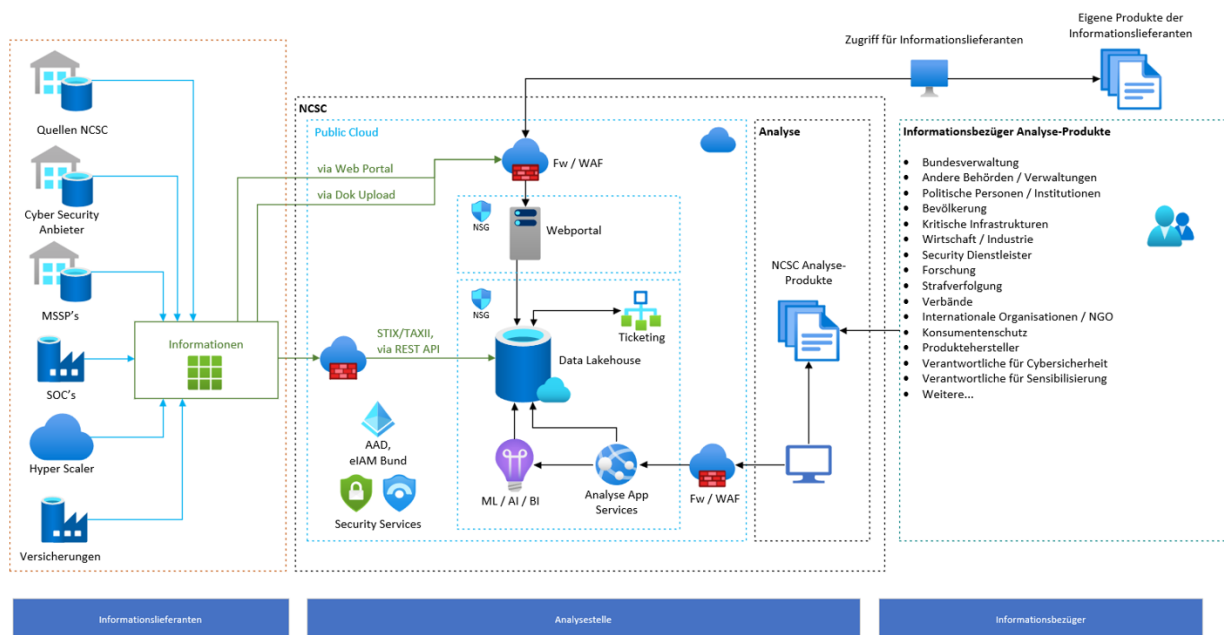 Eigene Produkte der
Informationslieferanten
Zugriff für Informationslieferanten
Quellen NCSC
Cyber Security
Anbieter
MSSP's
SOC's
Hyper Scaler
Versicherungen
Informationen
NCSC
Public Cloud
via Web Portal
via Dok Upload
Fw / WAF
NSG
Webportal
NSG
STIX/TAXII,
via REST API
Data Lakehouse
Ticketing
AAD,
eIAM Bund
Security Services
ML / AI / BI
Analyse App
Services
Fw / WAF
Analyse
NCSC Analyse-
Produkte
Informationsbezüger Analyse-Produkte
• Bundesverwaltung
• Andere Behörden / Verwaltungen
• Politische Personen / Institutionen
• Bevölkerung
• Kritische Infrastrukturen
• Wirtschaft / Industrie
• Security Dienstleister
• Forschung
• Strafverfolgung
• Verbände
• Internationale Organisationen / NGO
• Konsumentenschutz
• Produktehersteller
• Verantwortliche für Cybersicherheit
• Verantwortliche für Sensibilisierung
• Weitere...
Informationslieferanten
Analysestelle
Informationsbezüger